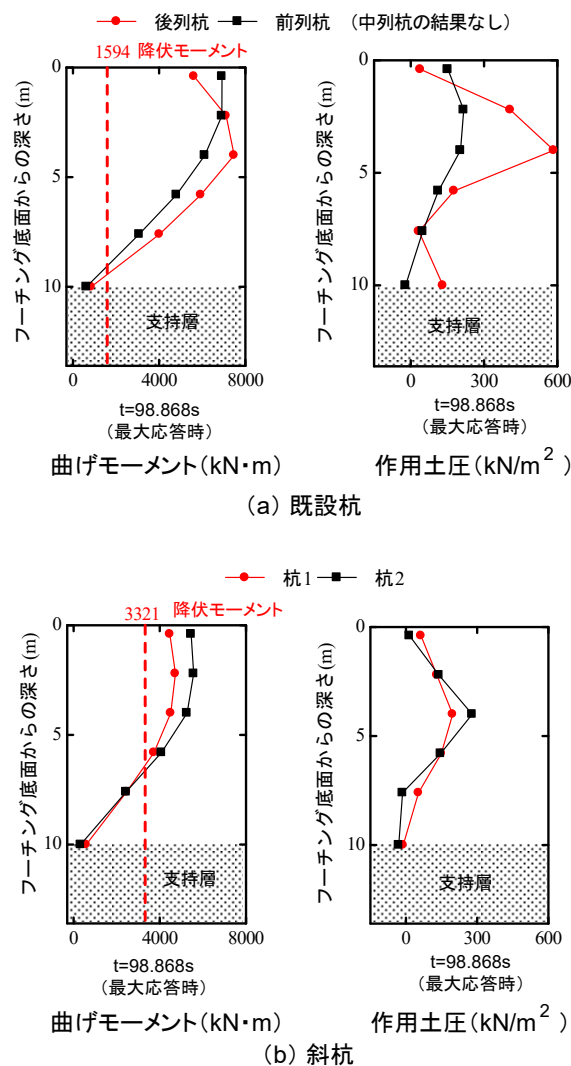 後列杭 前列杭 (中列杭の結果なし)
1594 降伏モーメント
0
5
10
フーチング底面からの深さ(m)
支持層
0 4000 8000
t=98.868s
(最大応答時)
曲げモーメント(kN・m)
0
5
10
フーチング底面からの深さ(m)
支持層
0 300 600
t=98.868s
(最大応答時)
作用土圧(kN/m²)
(a) 既設杭
杭1 杭2
3321 降伏モーメント
0
5
10
フーチング底面からの深さ(m)
支持層
0 4000 8000
t=98.868s
(最大応答時)
曲げモーメント(kN・m)
0
5
10
フーチング底面からの深さ(m)
支持層
0 300 600
t=98.868s
(最大応答時)
作用土圧(kN/m²)
(b) 斜杭